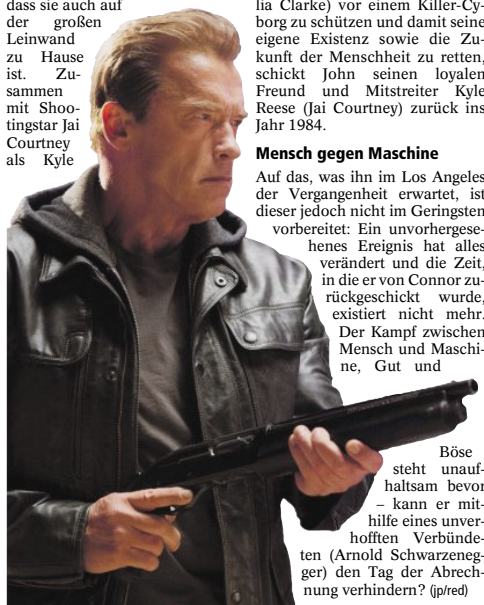 dass sie auch auf
der großen
Leinwand
zu Hause
ist. Zu-
sammen
mit Shoo-
tingstar Jai
Courtney
als Kyle
lia Clarke) vor einem Killer-Cy-
borg zu schützen und damit seine
eigene Existenz sowie die Zu-
kunft der Menschheit zu retten,
schickt John seinen loyalen
Freund und Mitstreiter Kyle
Reese (Jai Courtney) zurück ins
Jahr 1984.
Mensch gegen Maschine
Auf das, was ihn im Los Angeles
der Vergangenheit erwartet, ist
dieser jedoch nicht im Geringsten
vorbereitet: Ein unvorhergese-
henes Ereignis hat alles
verändert und die Zeit,
in die er von Connor zu-
rückgeschickt wurde,
existiert nicht mehr.
Der Kampf zwischen
Mensch und Maschi-
ne, Gut und
Böse
steht unauf-
haltsam bevor
– kann er mit-
hilfe eines unver-
hofften Verbünde-
ten (Arnold Schwarzeneg-
ger) den Tag der Abrech-
nung verhindern? (jp/red)